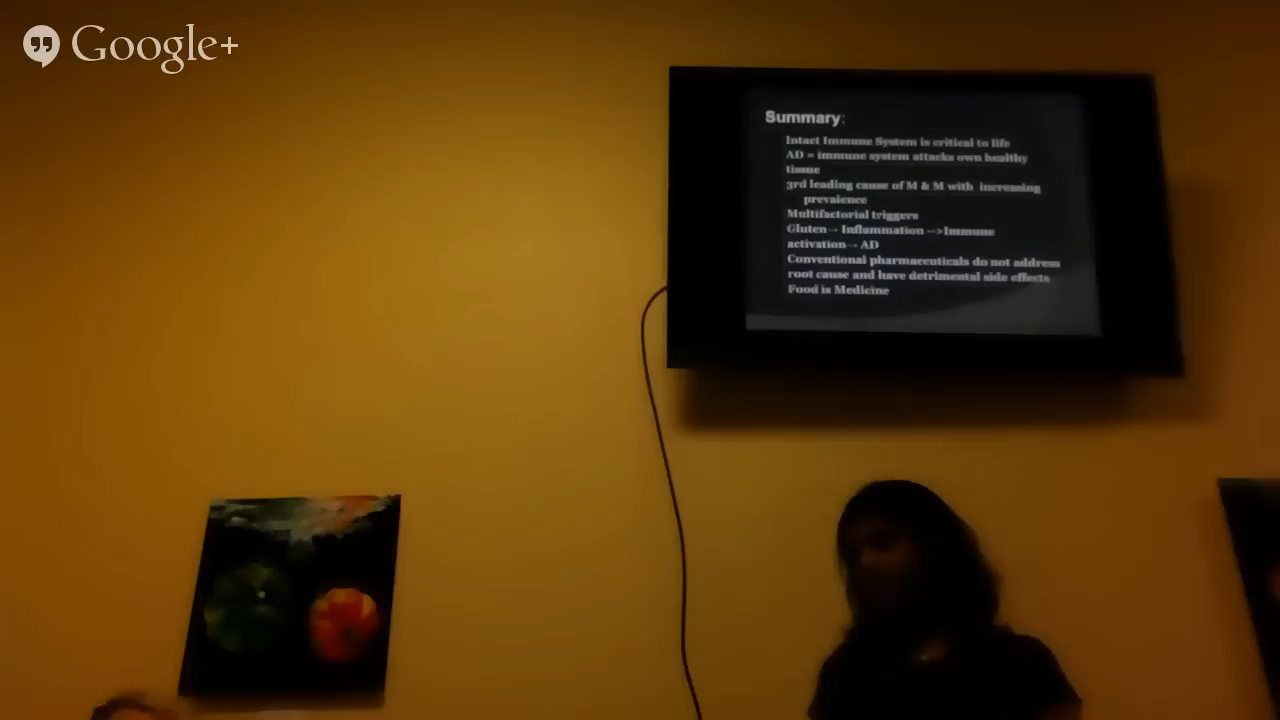 Google+
Summary:
Intact Immune System is critical to life
AD = immune system attacks own healthy
tissue
3rd leading cause of M & M with increasing
prevalence
Multifactorial triggers
Gluten→ Inflammation -->Immune
activation→ AD
Conventional pharmaceuticals do not address
root cause and have detrimental side effects
Food is Medicine